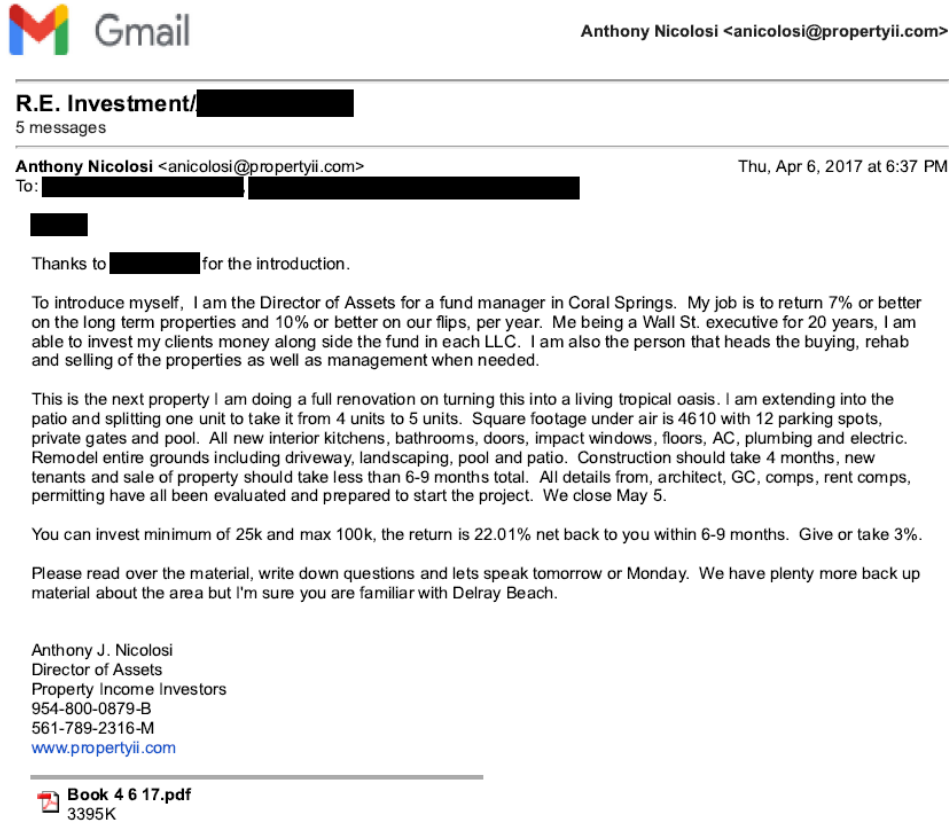 Gmail
Anthony Nicolosi <anicolosi@propertyii.com>
R.E. Investment/
5 messages
Anthony Nicolosi <anicolosi@propertyii.com>
Thu, Apr 6, 2017 at 6:37 PM
To:
Thanks to for the introduction.
To introduce myself, I am the Director of Assets for a fund manager in Coral Springs. My job is to return 7% or better
on the long term properties and 10% or better on our flips, per year. Me being a Wall St. executive for 20 years, I am
able to invest my clients money along side the fund in each LLC. I am also the person that heads the buying, rehab
and selling of the properties as well as management when needed.
This is the next property I am doing a full renovation on turning this into a living tropical oasis. I am extending into the
patio and splitting one unit to take it from 4 units to 5 units. Square footage under air is 4610 with 12 parking spots,
private gates and pool. All new interior kitchens, bathrooms, doors, impact windows, floors, AC, plumbing and electric.
Remodel entire grounds including driveway, landscaping, pool and patio. Construction should take 4 months, new
tenants and sale of property should take less than 6-9 months total. All details from, architect, GC, comps, rent comps,
permitting have all been evaluated and prepared to start the project. We close May 5.
You can invest minimum of 25k and max 100k, the return is 22.01% net back to you within 6-9 months. Give or take 3%.
Please read over the material, write down questions and lets speak tomorrow or Monday. We have plenty more back up
material about the area but I'm sure you are familiar with Delray Beach.
Anthony J. Nicolosi
Director of Assets
Property Income Investors
954-800-0879-B
561-789-2316-M
www.propertyii.com
Book 4 6 17.pdf
3395K